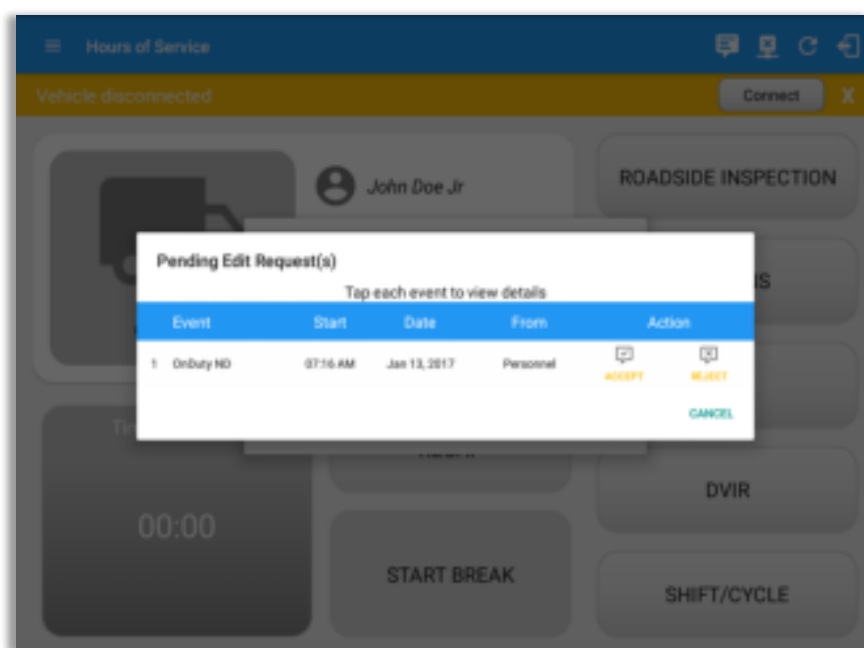 Hours of Service
Vehicle disconnected
Connect
X
John Doe Jr
ROADSIDE INSPECTION
Pending Edit Request(s)
Tap each event to view details
Event Start Date From Action
1 OnDuty ND 07:16 AM Jan 13, 2017 Personnel
ACCEPT REJECT
CANCEL
00:00
DVIR
START BREAK
SHIFT/CYCLE